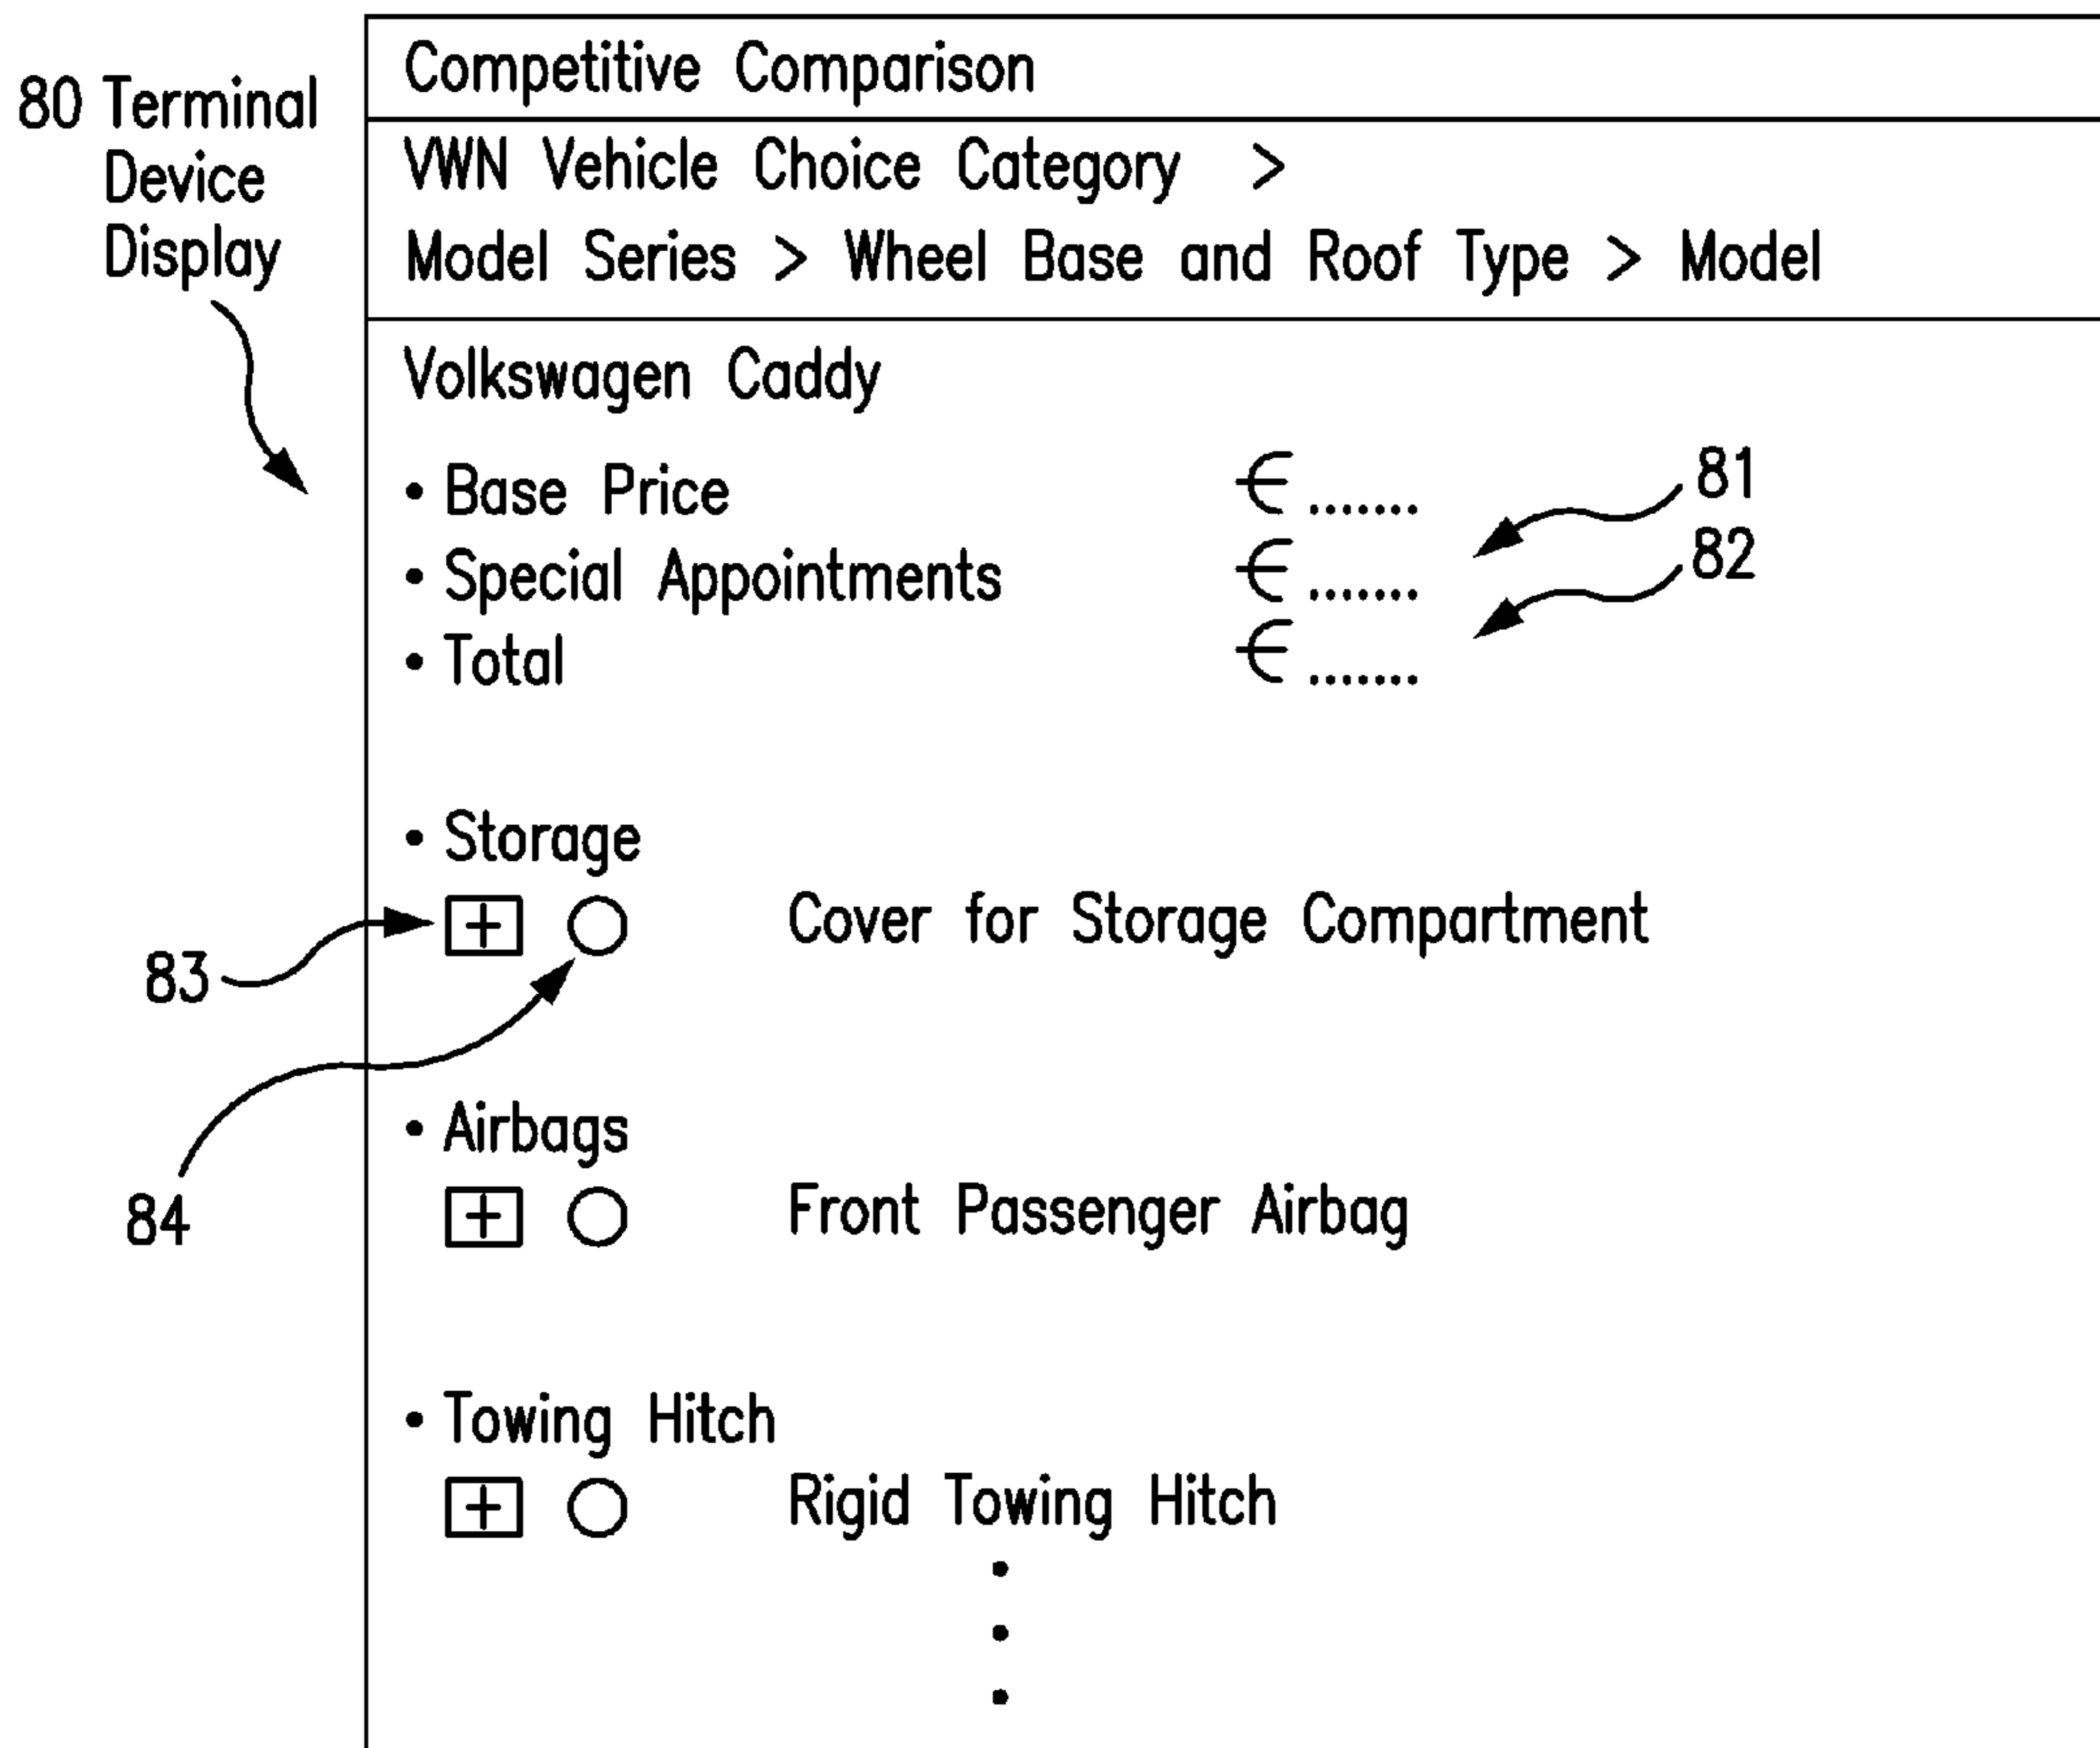 80 Terminal
Device
Display
Competitive Comparison
VWN Vehicle Choice Category >
Model Series > Wheel Base and Roof Type > Model
Volkswagen Caddy
• Base Price € .......
81
• Special Appointments € .......
82
• Total € .......
• Storage
+ Cover for Storage Compartment
83
• Airbags
84
+ Front Passenger Airbag
• Towing Hitch
+ Rigid Towing Hitch